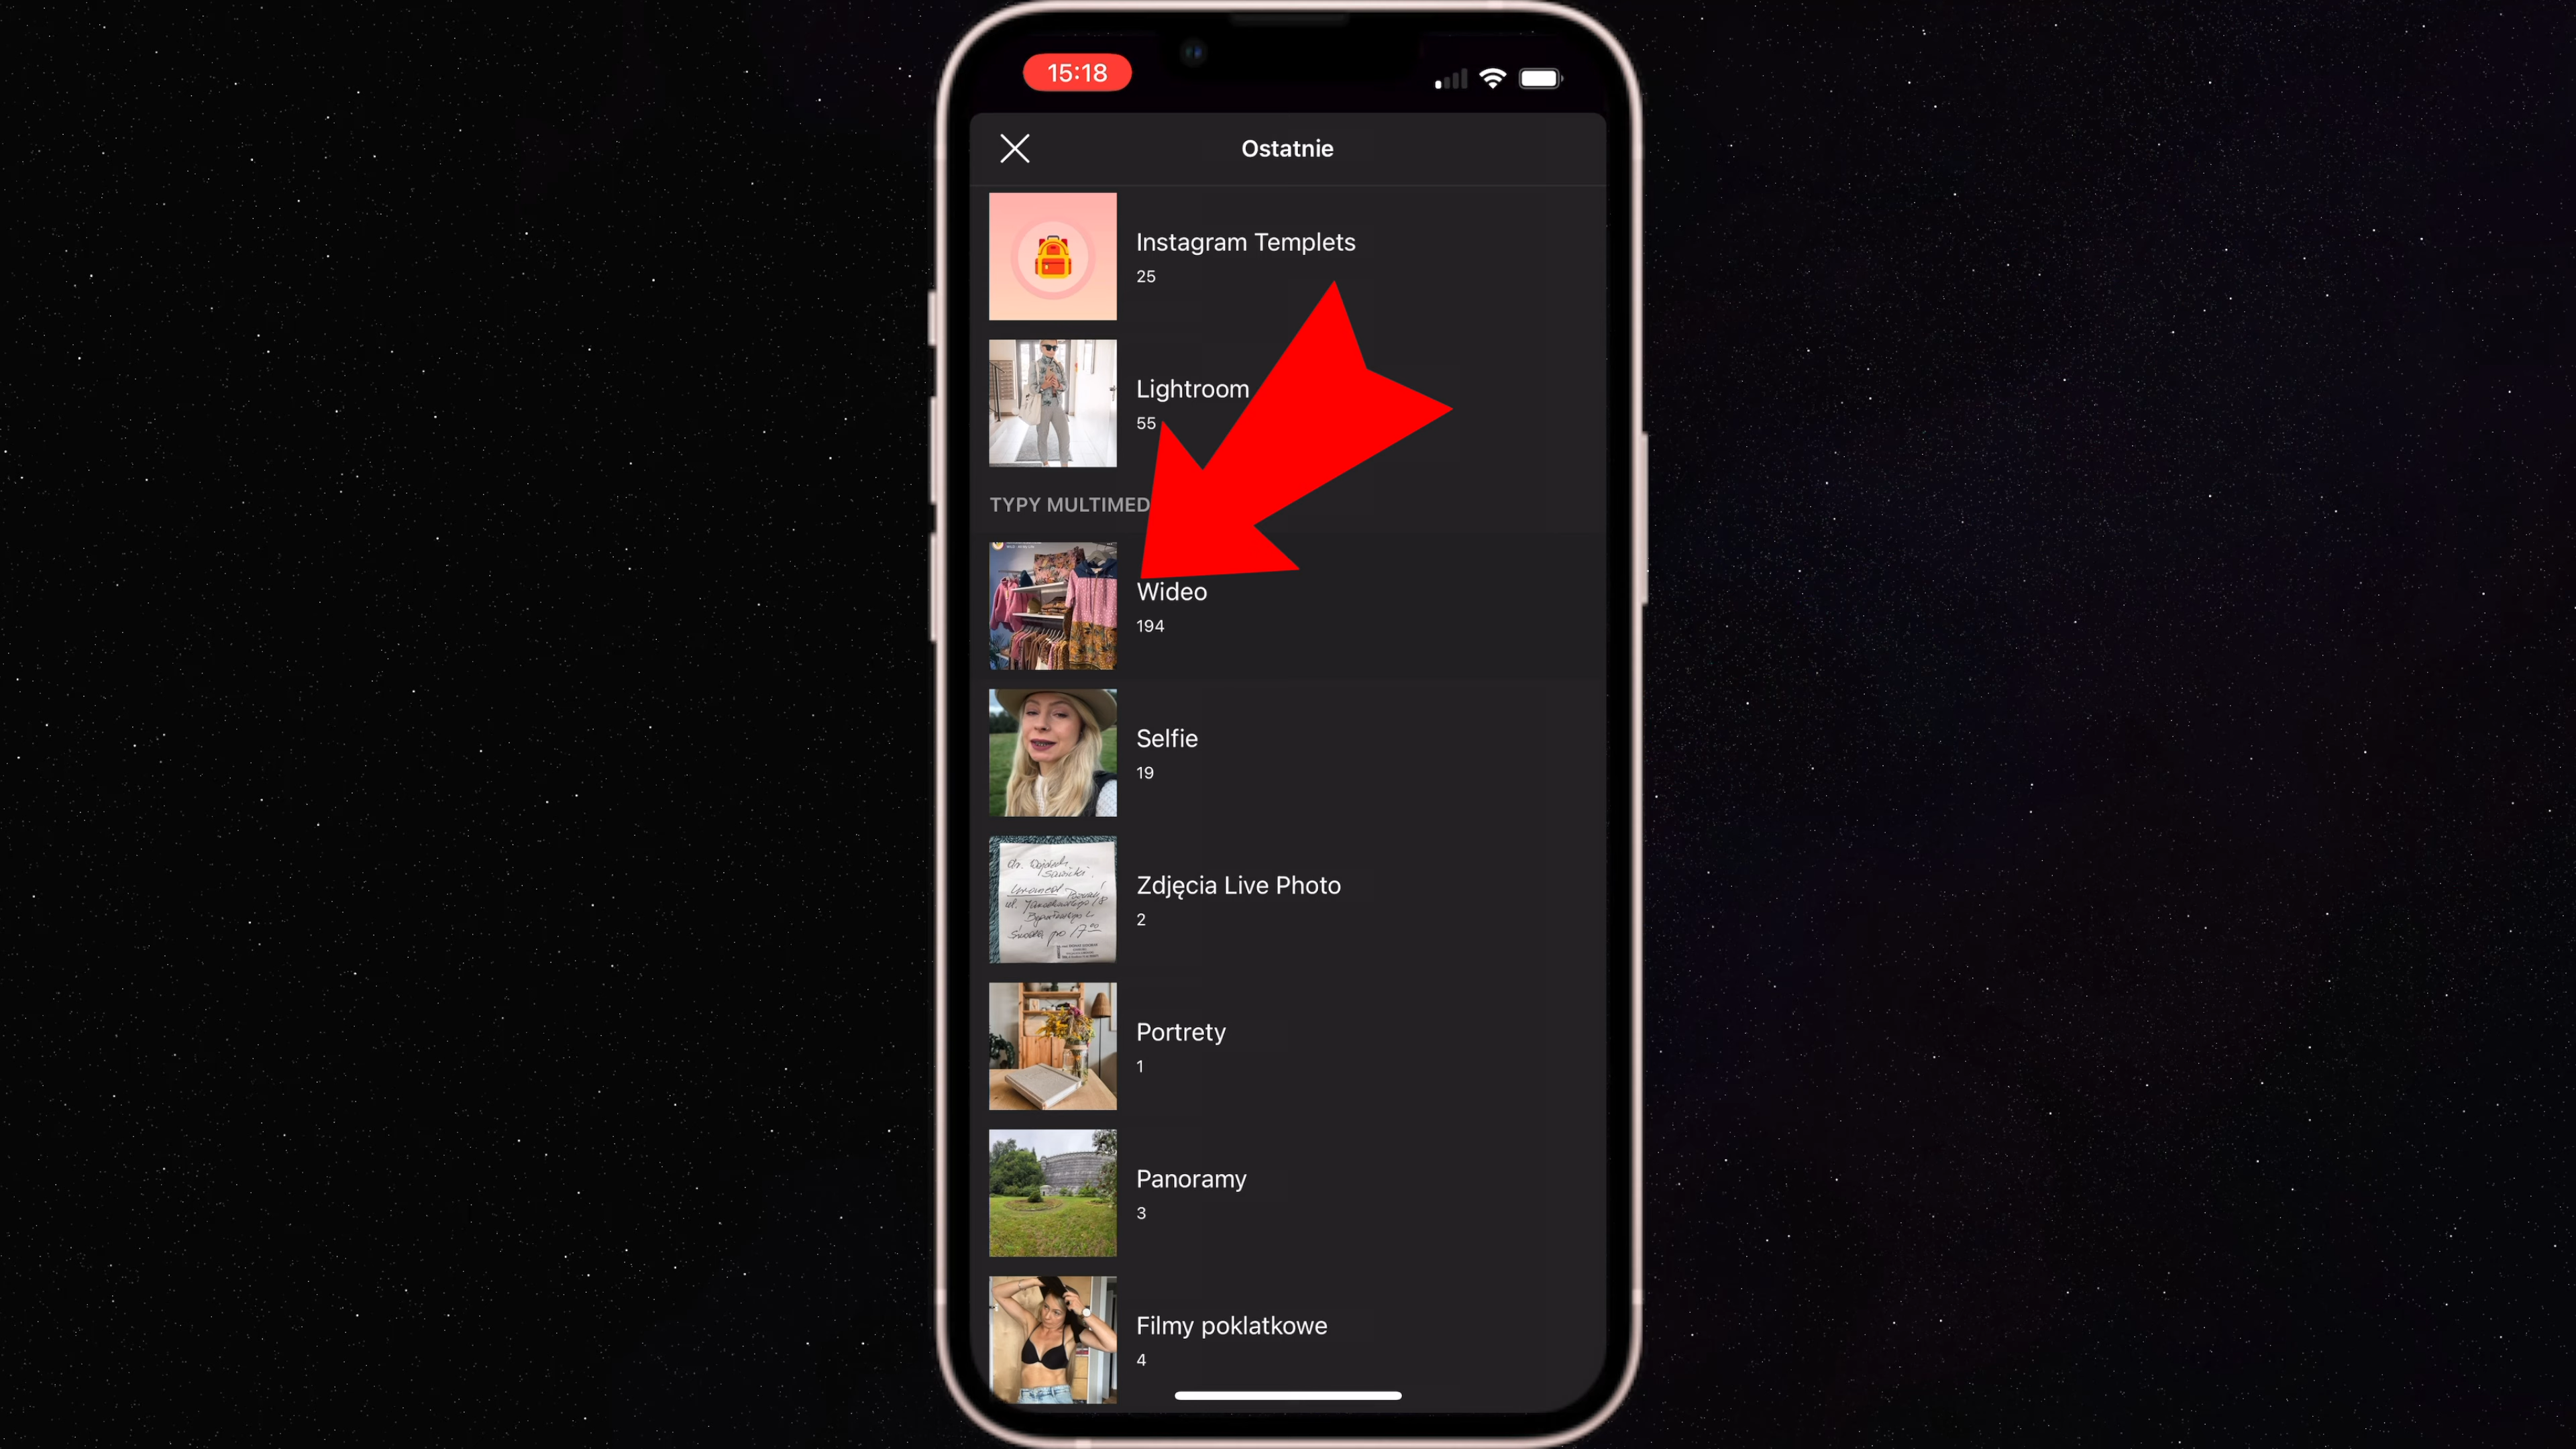 15:18
Ostatnie
Instagram Templets
25
Lightroom
55
TYPY MULTIMED
Wideo
194
Selfie
19
Zdjęcia Live Photo
2
Portrety
1
Panoramy
3
Filmy poklatkowe
4